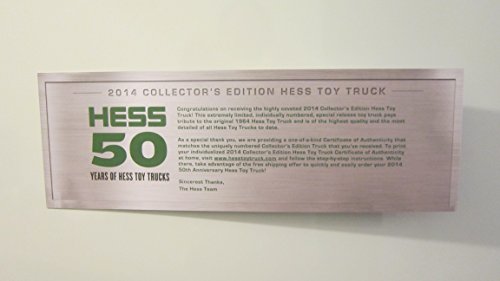 2014 COLLECTOR'S EDITION HESS TOY TRUCK
HESS
50
YEARS OF HESS TOY TRUCKS
Congratulations on receiving the highly coveted 2014 Collector's Edition Hess Toy
Truck! This extremely limited, individually numbered, special release toy truck pays
tribute to the original 1964 Hess Toy Truck and is of the highest quality and the most
detailed of all Hess Toy Trucks to date.
As a special thank you, we are providing a one-of-a-kind Certificate of Authenticity that
matches the uniquely numbered Collector's Edition Truck that you've received. To print
your individualized 2014 Collector's Edition Hess Toy Truck Certificate of Authenticity
at home, visit www.hesstoytruck.com and follow the step-by-step instructions. While
there, take advantage of the free shipping offer to quickly and easily order your 2014
50th Anniversary Hess Toy Truck!
Sincerest Thanks,
The Hess Team